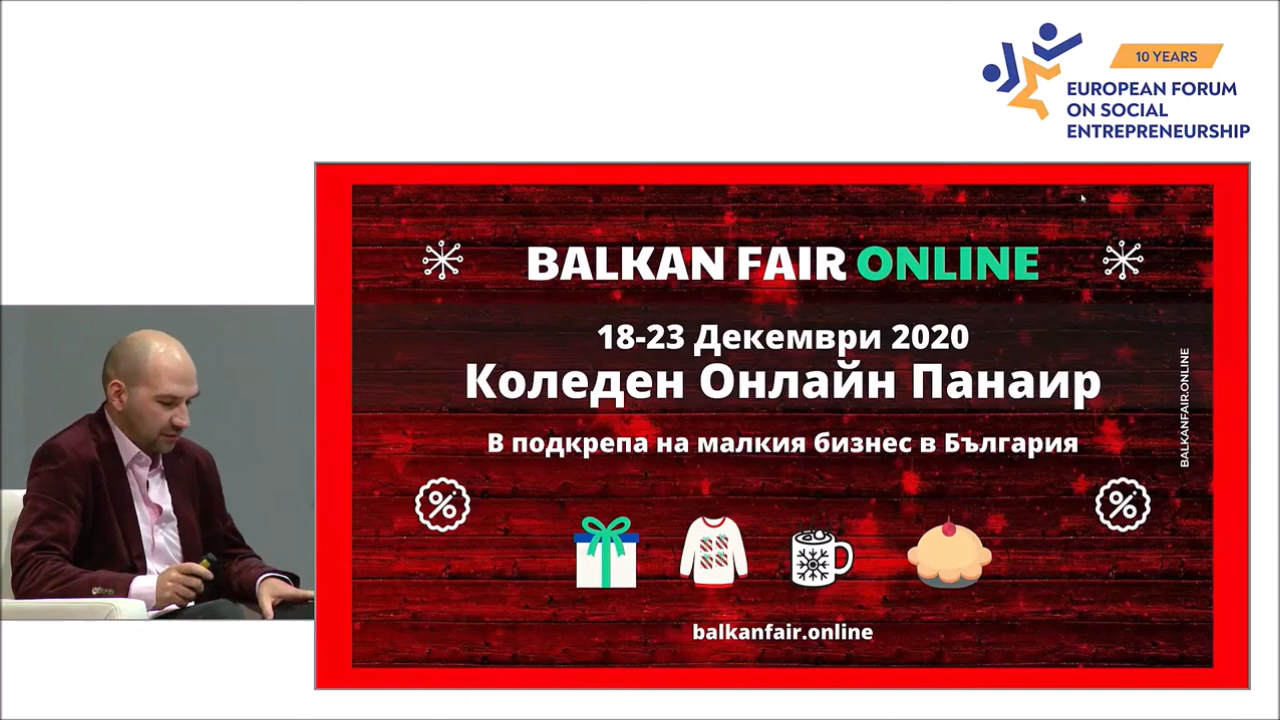 10 YEARS
EUROPEAN FORUM
ON SOCIAL
ENTREPRENEURSHIP
BALKAN FAIR ONLINE
18-23 Декември 2020
Коледен Онлайн Панаир
В подкрепа на малкия бизнес в България
BALKANFAIR.ONLINE
balkanfair.online